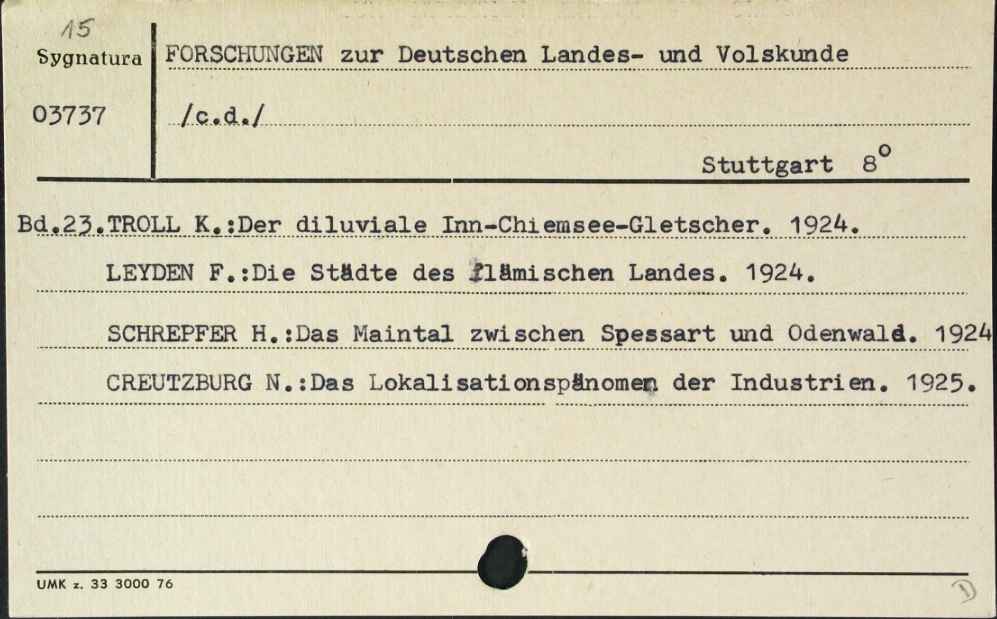 15
Sygnatura
FORSCHUNGEN zur Deutschen Landes- und Volskunde
03737
/c.d./
Stuttgart 8°
Bd.23.TROLL K.:Der diluviale Inn-Chiemsee-Gletscher. 1924.
LEYDEN F.:Die Städte des flämischen Landes. 1924.
SCHREPFER H.:Das Maintal zwischen Spessart und Odenwald. 1924
CREUTZBURG N.:Das Lokalisationspänomen der Industrien. 1925.
UMK z. 33 3000 76
D